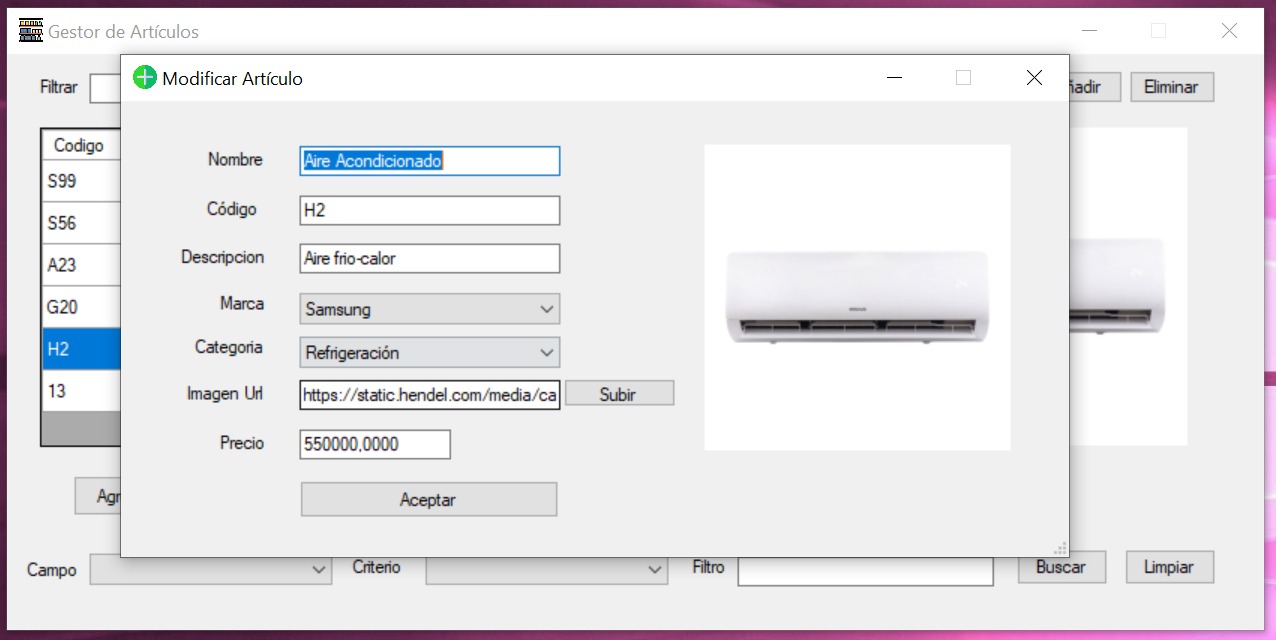 Gestor de Artículos
Filtrar
ñadir
Eliminar
Modificar Artículo
Codigo
S99
S56
A23
G20
H2
13
Nombre
Aire Acondicionado
Código
H2
Descripcion
Aire frio-calor
Marca
Samsung
Categoria
Refrigeración
Imagen Url
https://static.hendel.com/media/ca
Subir
Precio
550000,0000
Aceptar
Agr
Campo
Criterio
Filtro
Buscar
Limpiar